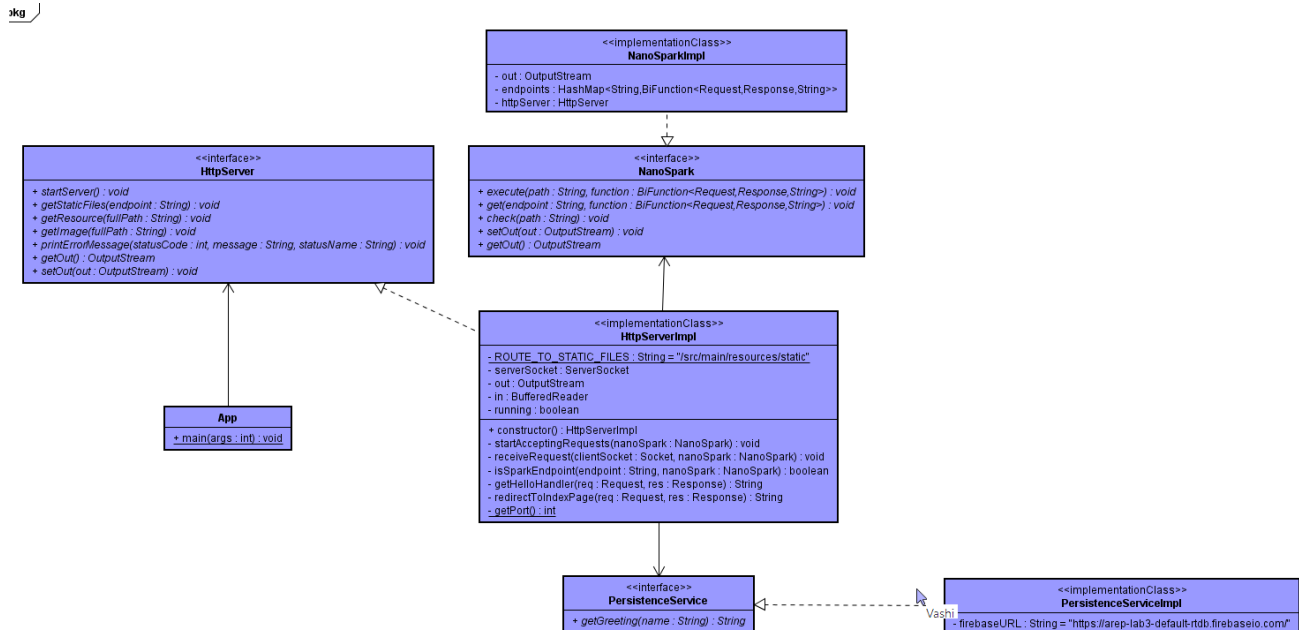 pkg
<<implementationClass>>
NanoSparkImpl
- out : OutputStream
- endpoints : HashMap<String,BiFunction<Request,Response,String>>
- httpServer : HttpServer
<<interface>>
HttpServer
+ startServer() : void
+ getStaticFiles(endpoint : String) : void
+ getResource(fullPath : String) : void
+ getImage(fullPath : String) : void
+ printErrorMessage(statusCode : int, message : String, statusName : String) : void
+ getOut() : OutputStream
+ setOut(out : OutputStream) : void
<<interface>>
NanoSpark
+ execute(path : String, function : BiFunction<Request,Response,String>) : void
+ get(endpoint : String, function : BiFunction<Request,Response,String>) : void
+ check(path : String) : void
+ setOut(out : OutputStream) : void
+ getOut() : OutputStream
<<implementationClass>>
HttpServerImpl
- ROUTE_TO_STATIC_FILES : String = "/src/main/resources/static"
- serverSocket : ServerSocket
- out : OutputStream
- in : BufferedReader
- running : boolean
+ constructor() : HttpServerImpl
- startAcceptingRequests(nanoSpark : NanoSpark) : void
- receiveRequest(clientSocket : Socket, nanoSpark : NanoSpark) : void
- isSparkEndpoint(endpoint : String, nanoSpark : NanoSpark) : boolean
- getHelloHandler(req : Request, res : Response) : String
- redirectToIndexPage(req : Request, res : Response) : String
- getPort() : int
App
+ main(args : int) : void
<<interface>>
PersistenceService
+ getGreeting(name : String) : String
Vashi
<<implementationClass>>
PersistenceServiceImpl
- firebaseURL : String = "https://arep-lab3-default-rtdb.firebaseio.com/"